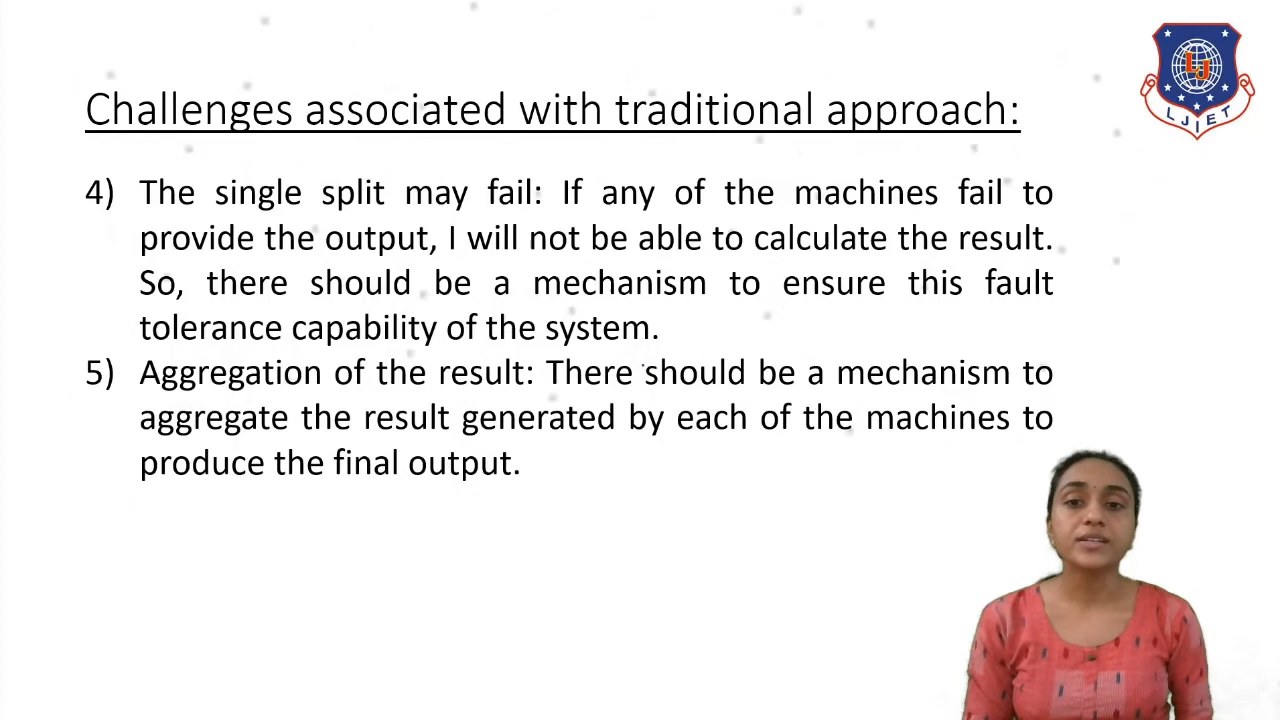 Challenges associated with traditional approach:
4) The single split may fail: If any of the machines fail to
provide the output, I will not be able to calculate the result.
So, there should be a mechanism to ensure this fault
tolerance capability of the system.
5) Aggregation of the result: There should be a mechanism to
aggregate the result generated by each of the machines to
produce the final output.
LJ
LJIET